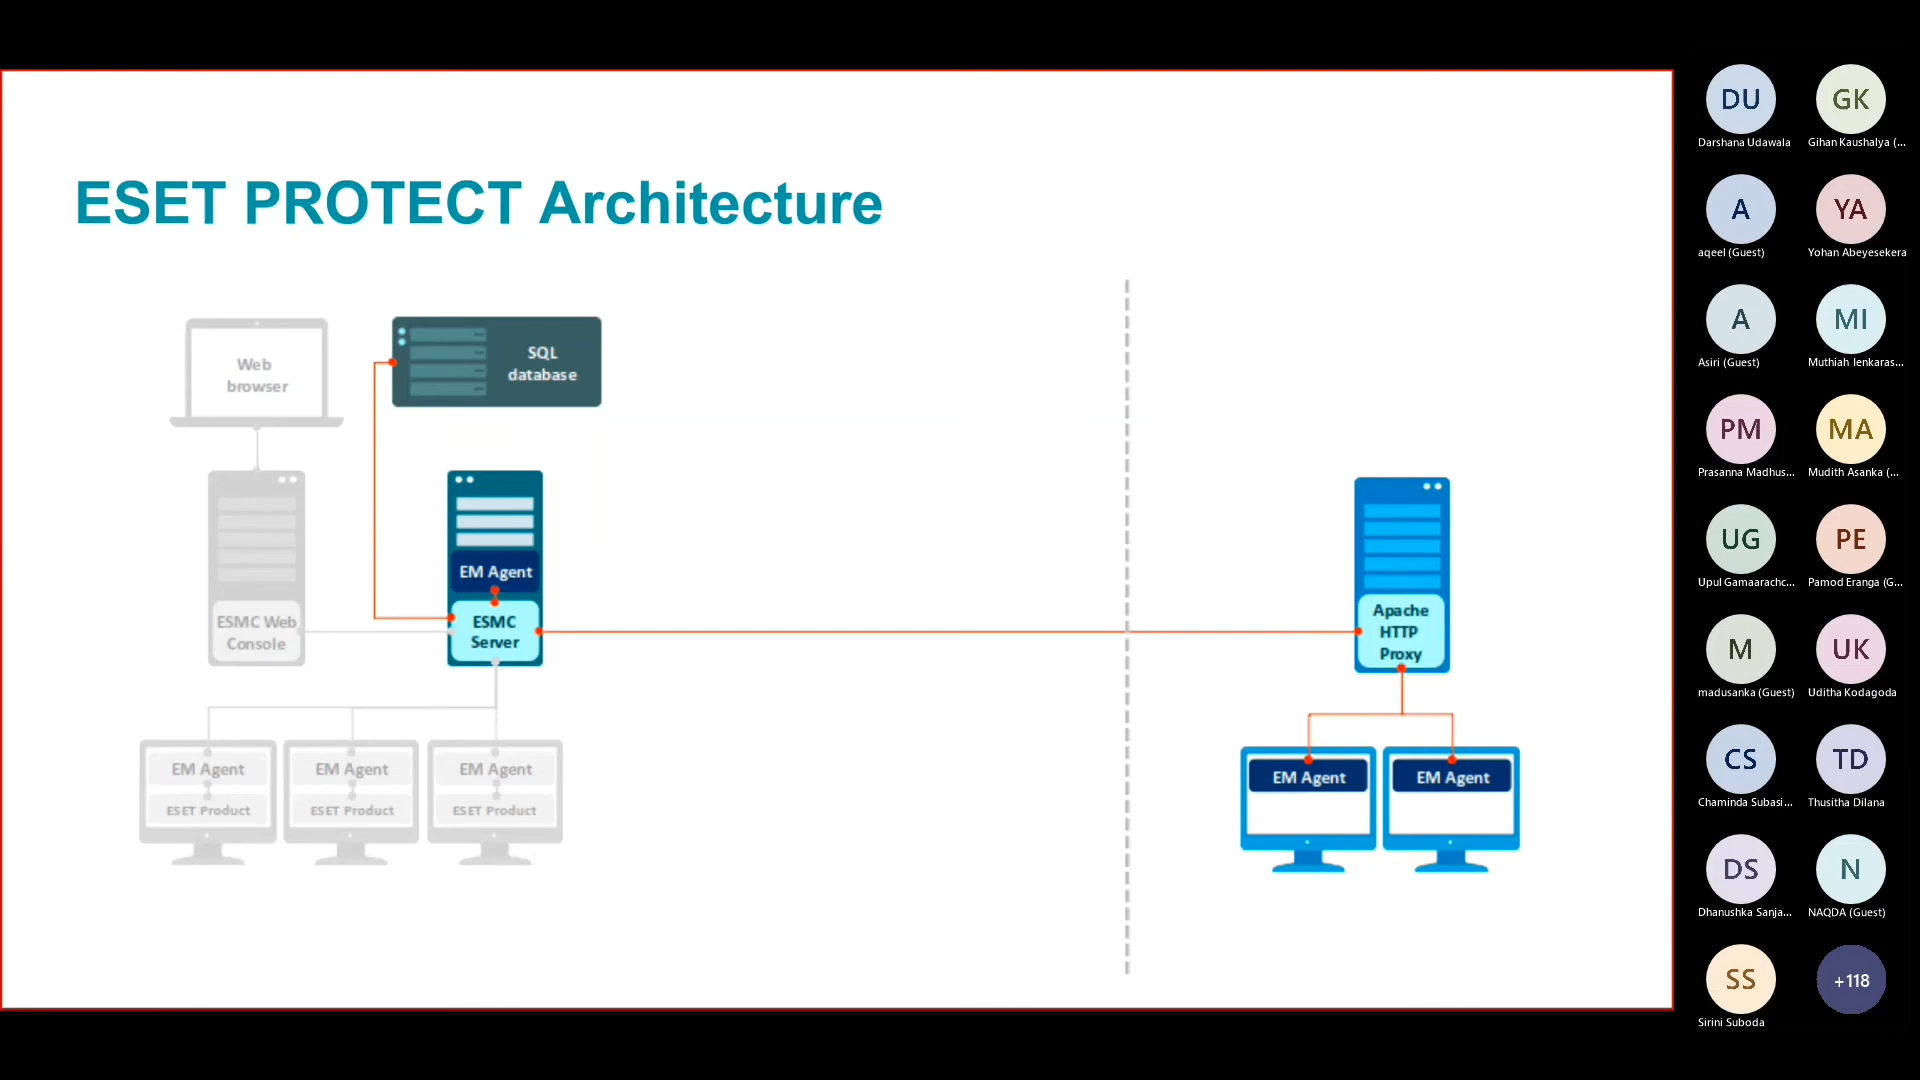 ESET PROTECT Architecture
Web
browser
SQL
database
EM Agent
ESMC Web
Console
ESMC
Server
Apache
HTTP
Proxy
EM Agent
ESET Product
EM Agent
ESET Product
EM Agent
ESET Product
EM Agent
EM Agent
DU
Darshana Udawala
GK
Gihan Kaushalya (...
A
aqeel (Guest)
YA
Yohan Abeyesekera
A
Asiri (Guest)
MI
Muthiah Ienkaras...
PM
Prasanna Madhus...
MA
Mudith Asanka (...
UG
Upul Gamaarachc...
PE
Pamod Eranga (G...
M
madusanka (Guest)
UK
Uditha Kodagoda
CS
Chaminda Subasi...
TD
Thusitha Dilana
DS
Dhanushka Sanja...
N
NAQDA (Guest)
SS
Sirini Suboda
+118